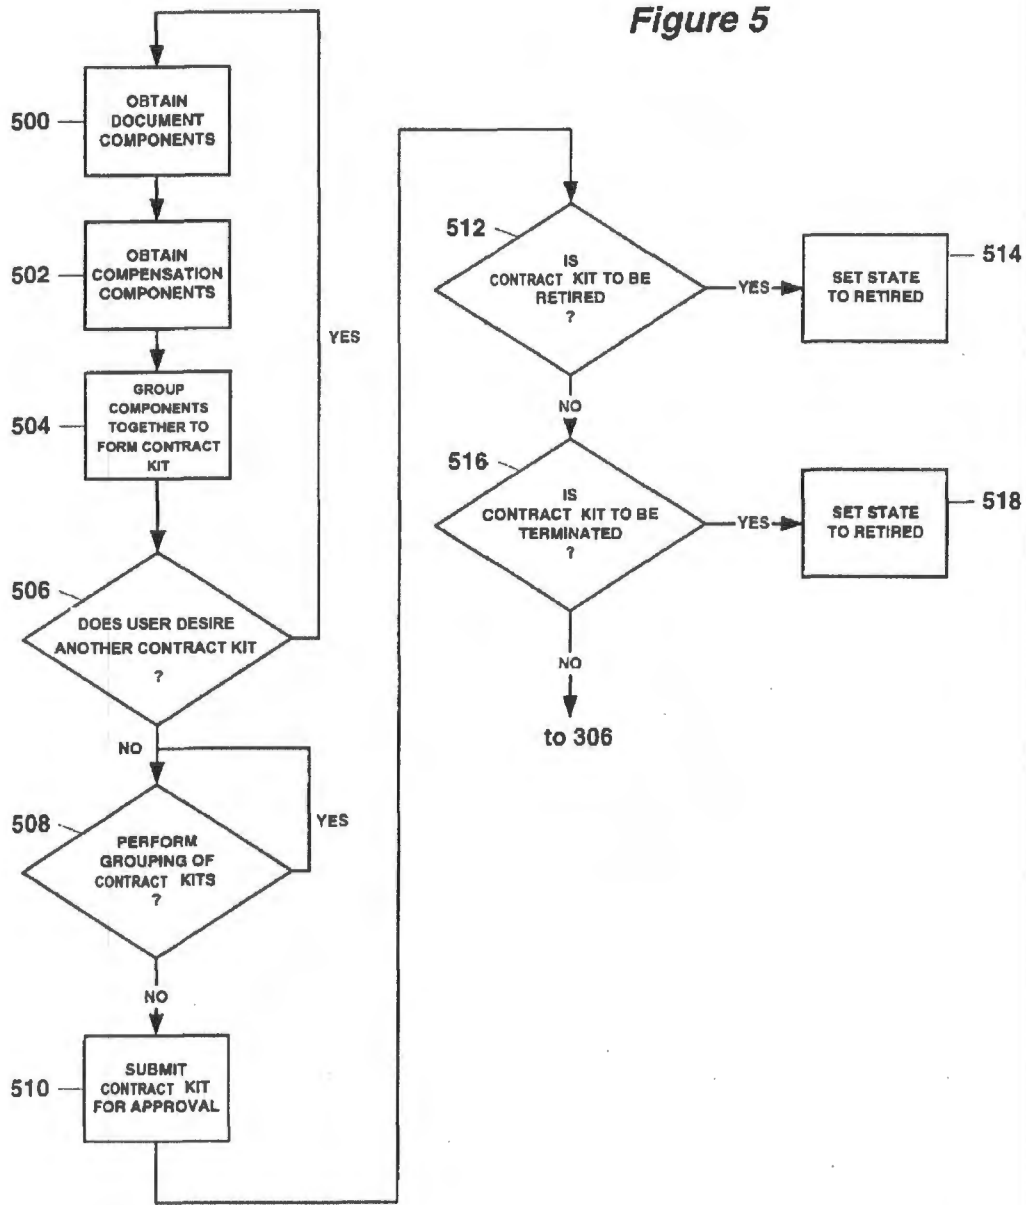 Figure 5
500
OBTAIN
DOCUMENT
COMPONENTS
502
OBTAIN
COMPENSATION
COMPONENTS
504
GROUP
COMPONENTS
TOGETHER TO
FORM CONTRACT
KIT
YES
506
DOES USER DESIRE
ANOTHER CONTRACT KIT
?
NO
508
PERFORM
GROUPING OF
CONTRACT KITS
?
YES
NO
510
SUBMIT
CONTRACT KIT
FOR APPROVAL
512
IS
CONTRACT KIT TO BE
RETIRED
?
YES
SET STATE
TO RETIRED
514
NO
516
IS
CONTRACT KIT TO BE
TERMINATED
?
YES
SET STATE
TO RETIRED
518
NO
to 306